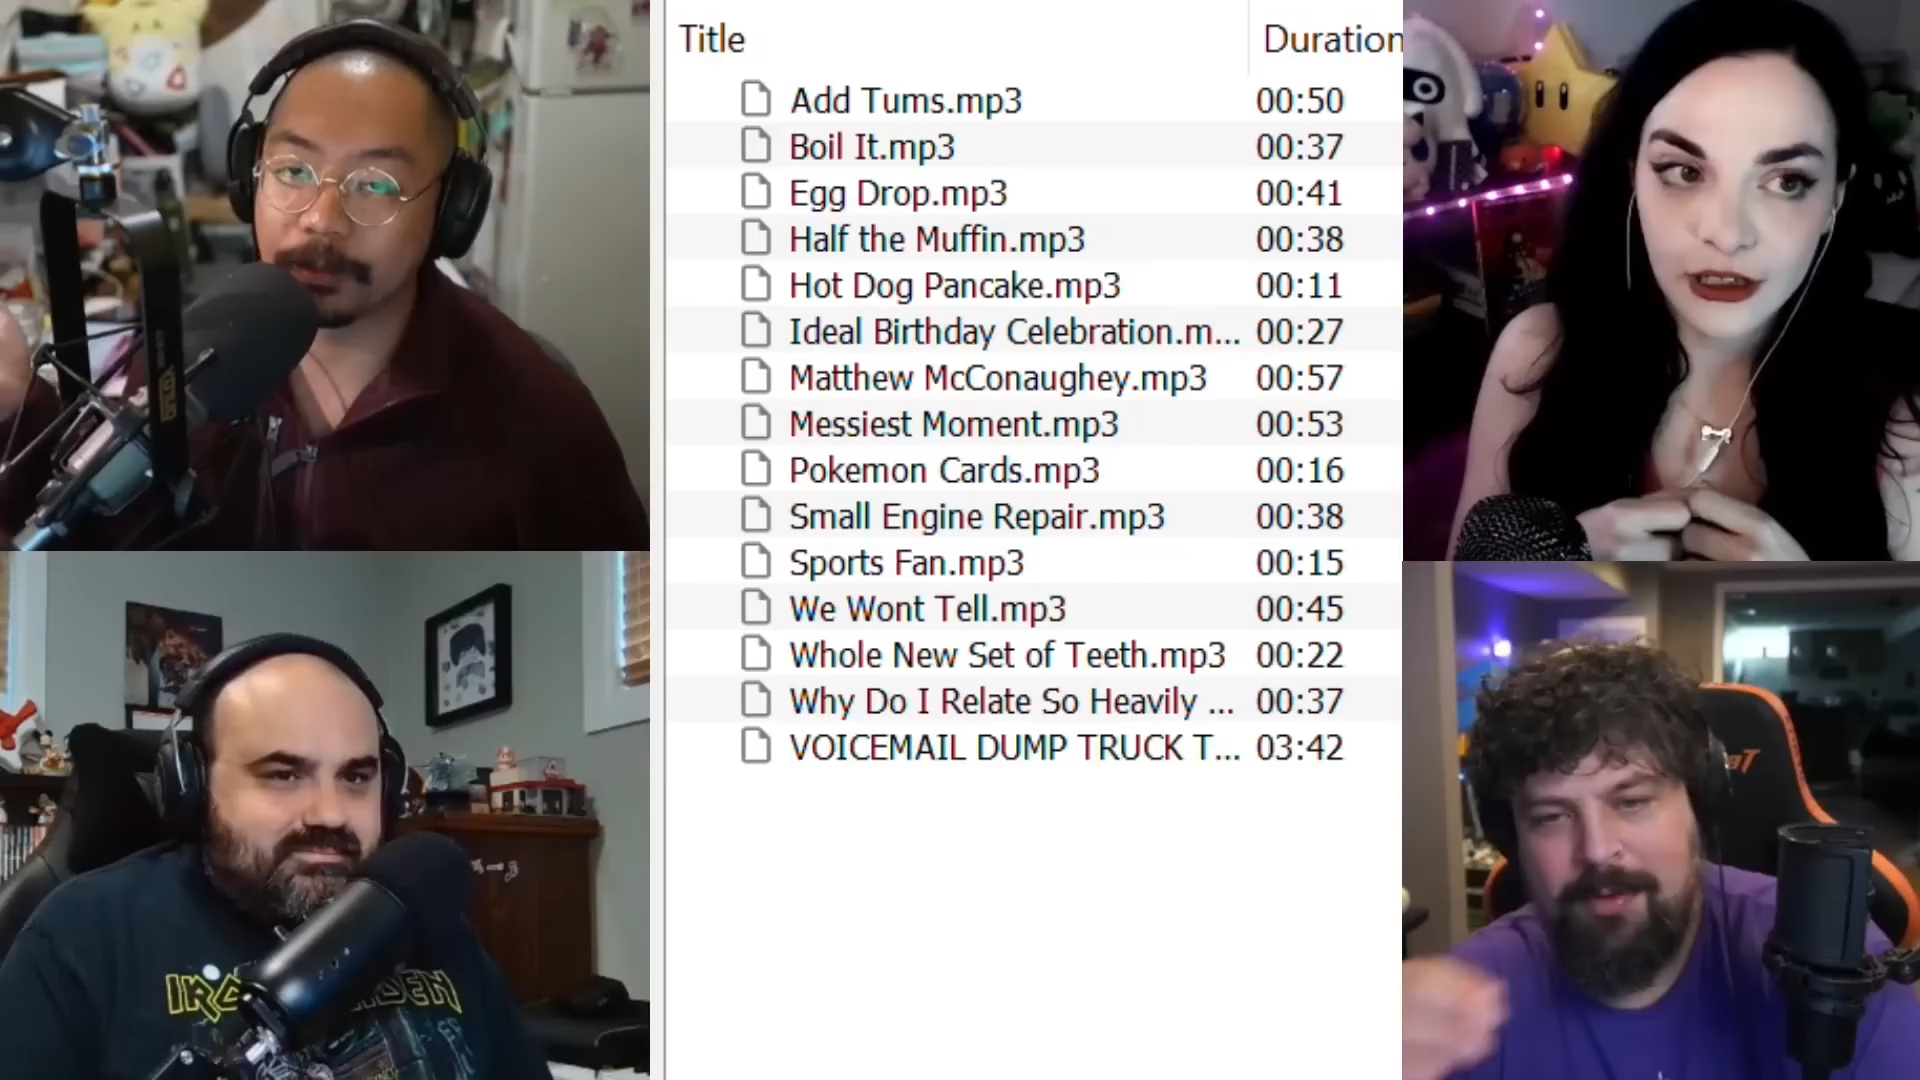 Title Duration
Add Tums.mp3 00:50
Boil It.mp3 00:37
Egg Drop.mp3 00:41
Half the Muffin.mp3 00:38
Hot Dog Pancake.mp3 00:11
Ideal Birthday Celebration.m... 00:27
Matthew McConaughey.mp3 00:57
Messiest Moment.mp3 00:53
Pokemon Cards.mp3 00:16
Small Engine Repair.mp3 00:38
Sports Fan.mp3 00:15
We Wont Tell.mp3 00:45
Whole New Set of Teeth.mp3 00:22
Why Do I Relate So Heavily ... 00:37
VOICEMAIL DUMP TRUCK T... 03:42